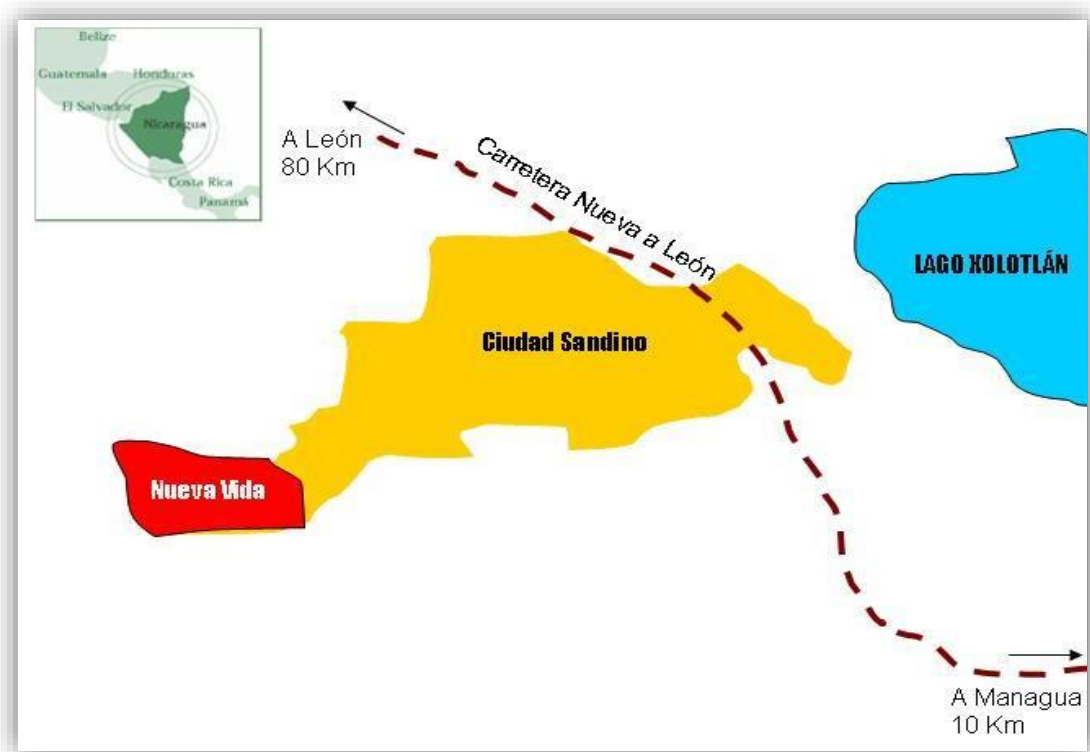 Belize
Guatemala Honduras
El Salvador
Nicaragua
Costa Rica
Panamá
A León
80 Km
Carretera Nueva a León
LAGO XOLOTLÁN
Ciudad Sandino
Nueva Vida
A Managua
10 Km